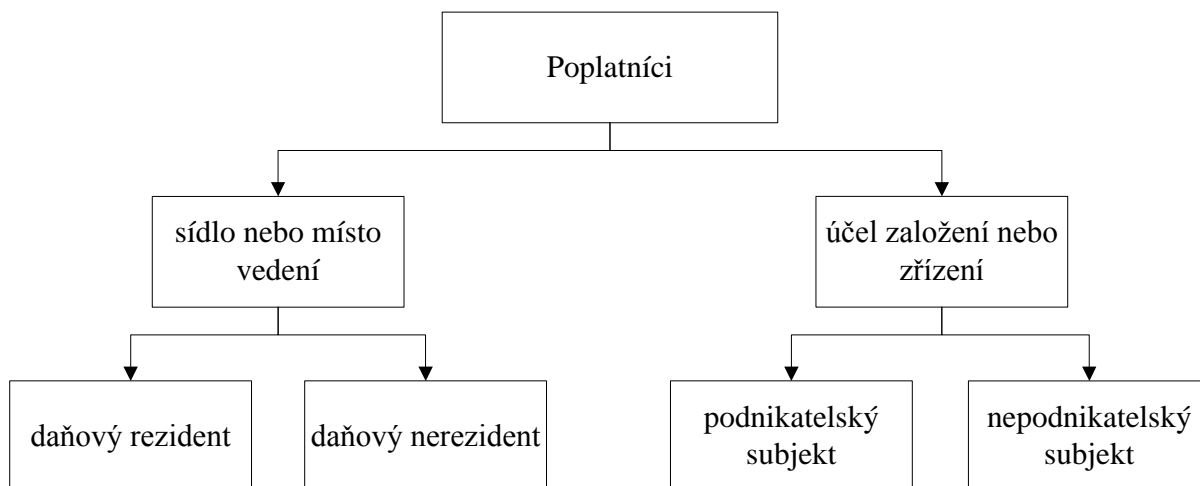 Poplatníci
sídlo nebo místo
vedení
účel založení nebo
zřízení
daňový rezident
daňový nerezident
podnikatelský
subjekt
nepodnikatelský
subjekt